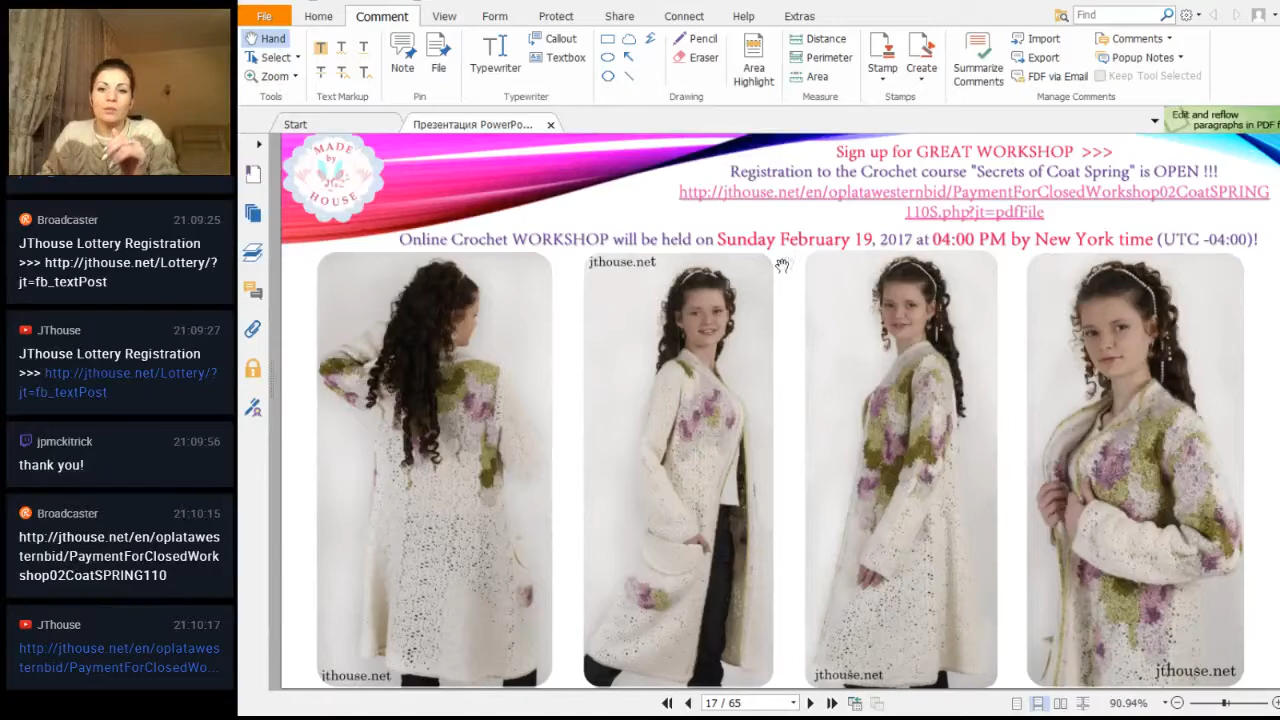 File
Home
Comment
View
Form
Protect
Share
Connect
Help
Extras
Find
Hand
Select
Zoom
Tools
T T T
T T T
Text Markup
Note
File
Pin
Typewriter
Callout
Textbox
Typewriter
Pencil
Eraser
Drawing
Area
Highlight
Distance
Perimeter
Area
Measure
Stamp
Create
Stamps
Summarize
Comments
Import
Export
FDF via Email
Comments
Popup Notes
Keep Tool Selected
Manage Comments
Start
Презентация PowerPo...
Edit and reflow
paragraphs in PDF f
Broadcaster 21:09:25
JThouse Lottery Registration
>>> http://jthouse.net/Lottery/?
jt=fb_textPost
JThouse 21:09:27
JThouse Lottery Registration
>>> http://jthouse.net/Lottery/?
jt=fb_textPost
jpmckitrick 21:09:56
thank you!
Broadcaster 21:10:15
http://jthouse.net/en/oplatawes
ternbid/PaymentForClosedWork
shop02CoatSPRING110
JThouse 21:10:17
http://jthouse.net/en/oplatawes
ternbid/PaymentForClosedWo...
MADE
by
HOUSE
Sign up for GREAT WORKSHOP >>>
Registration to the Crochet course "Secrets of Coat Spring" is OPEN !!!
http://jthouse.net/en/oplatawesternbid/PaymentForClosedWorkshop02CoatSPRING
110S.php?jt=pdfFile
Online Crochet WORKSHOP will be held on Sunday February 19, 2017 at 04:00 PM by New York time (UTC -04:00)!
jthouse.net
jthouse.net
jthouse.net
jthouse.net
17 / 65
90.94%